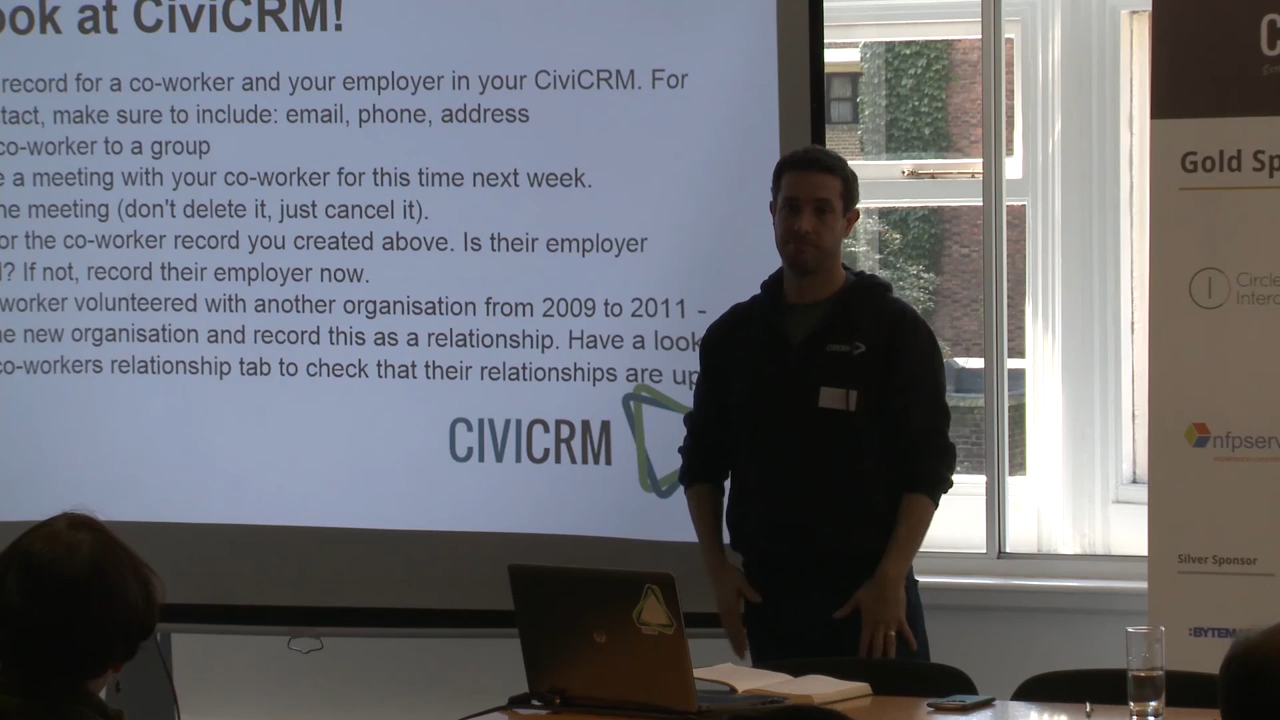 ook at CiviCRM!
record for a co-worker and your employer in your CiviCRM. For
tact, make sure to include: email, phone, address
co-worker to a group
e a meeting with your co-worker for this time next week.
ne meeting (don't delete it, just cancel it).
or the co-worker record you created above. Is their employer
d? If not, record their employer now.
worker volunteered with another organisation from 2009 to 2011 -
ne new organisation and record this as a relationship. Have a look
co-workers relationship tab to check that their relationships are up
CIVICRM
Gold Sp
Circle
Interc
nfpserv
Silver Sponsor
:BYTEM